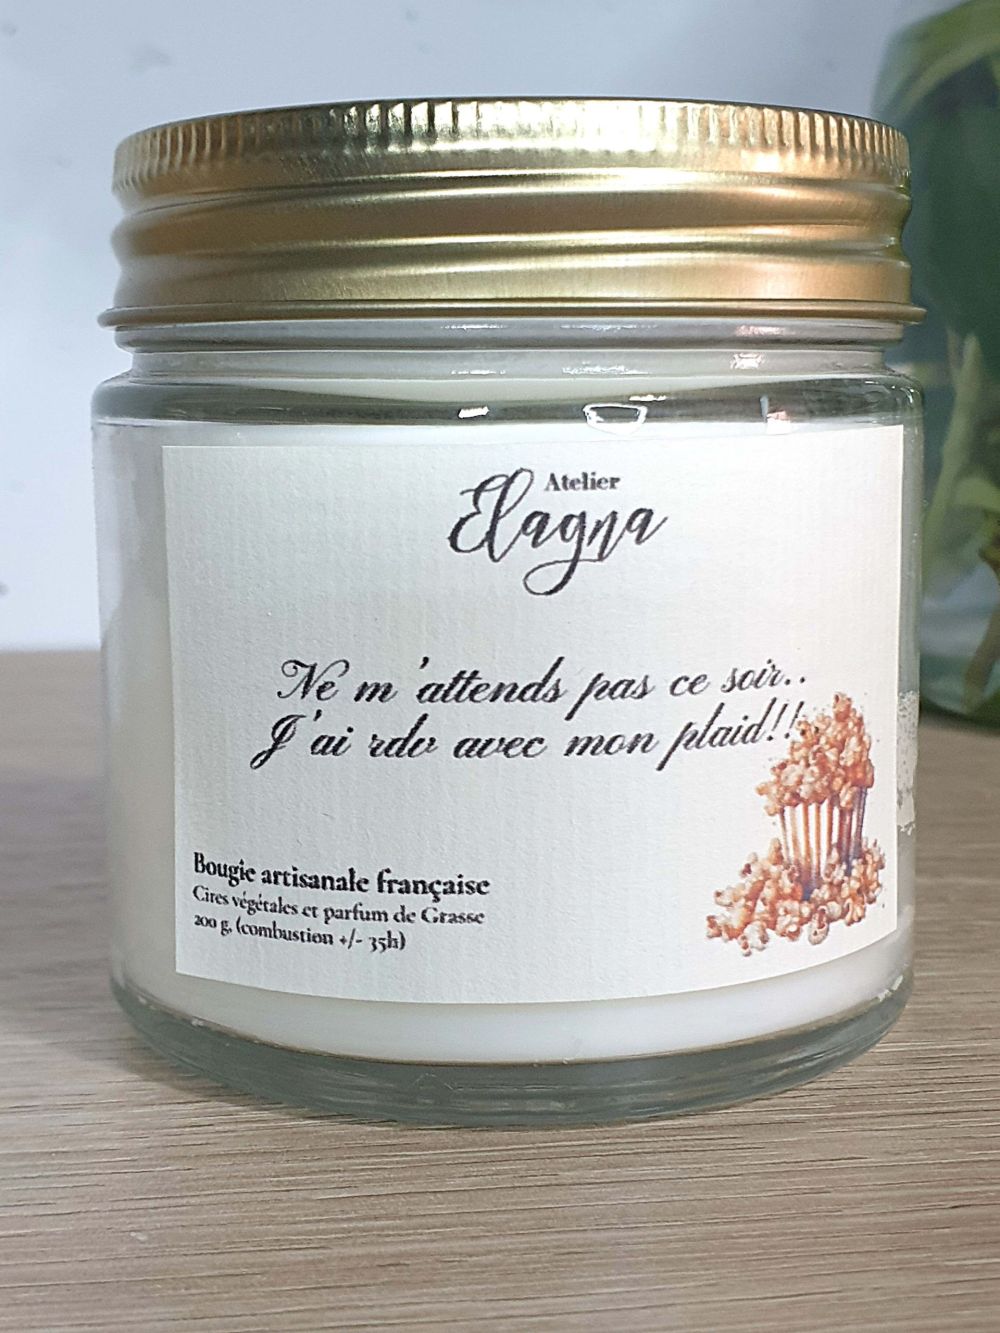 Atelier
Elagna
Ne m'attends pas ce soir..
J'ai rdv avec mon plaid!!
Bougie artisanale française
Cires végétales et parfum de Grasse
200 g, (combustion +/- 35h)